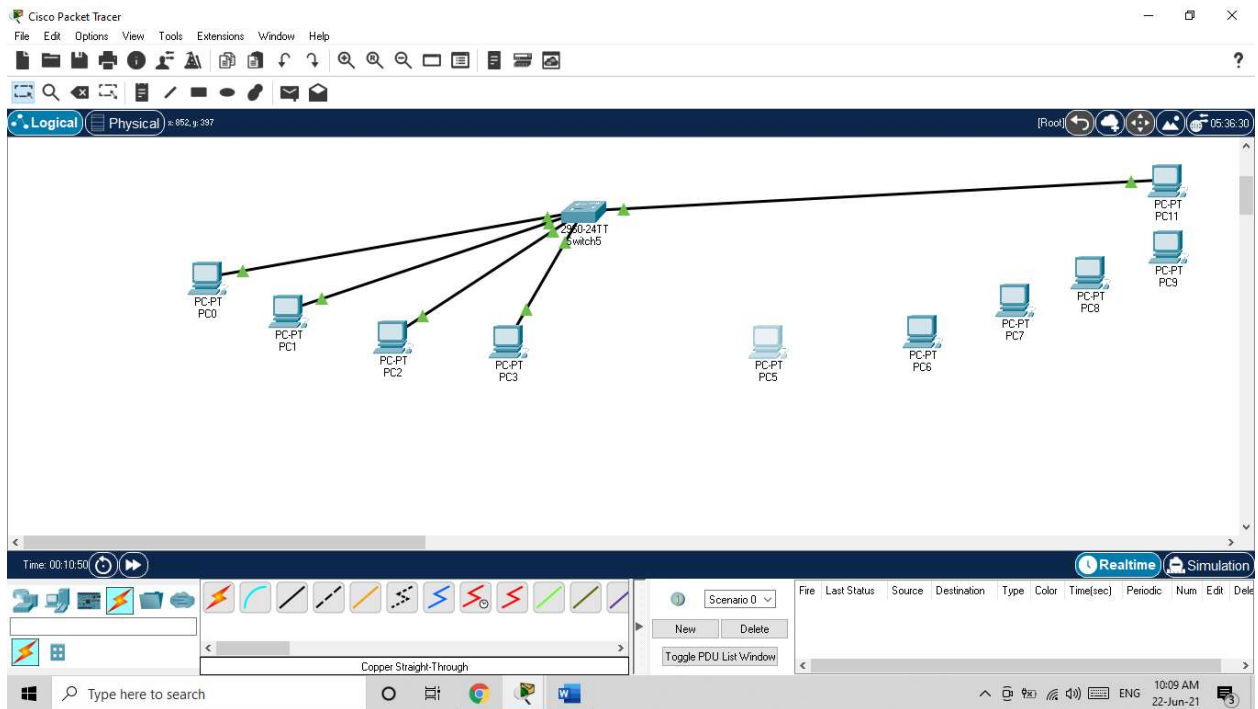 Cisco Packet Tracer
File Edit Options View Tools Extensions Window Help
?
Logical Physical x: 852, y: 397 [Root] 05:36:30
PC-PT
PC11
2960-24TT
Switch5
PC-PT
PC9
PC-PT
PC0
PC-PT
PC8
PC-PT
PC1
PC-PT
PC7
PC-PT
PC2
PC-PT
PC3
PC-PT
PC5
PC-PT
PC6
Time: 00:10:50 Realtime Simulation
Scenario 0
Fire Last Status Source Destination Type Color Time(sec) Periodic Num Edit Dele
New Delete
Toggle PDU List Window
Copper Straight-Through
Type here to search
ENG
10:09 AM
22-Jun-21
3